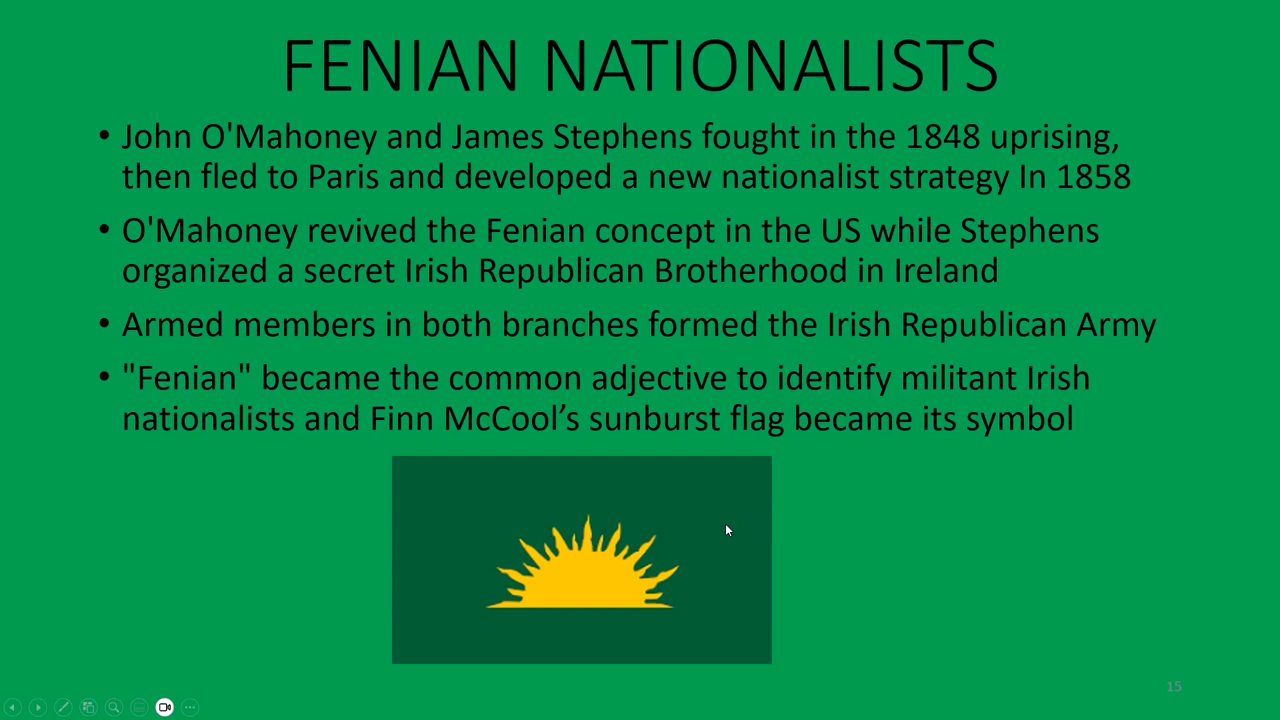 FENIAN NATIONALISTS
• John O'Mahoney and James Stephens fought in the 1848 uprising,
then fled to Paris and developed a new nationalist strategy In 1858
• O'Mahoney revived the Fenian concept in the US while Stephens
organized a secret Irish Republican Brotherhood in Ireland
• Armed members in both branches formed the Irish Republican Army
• "Fenian" became the common adjective to identify militant Irish
nationalists and Finn McCool’s sunburst flag became its symbol
15